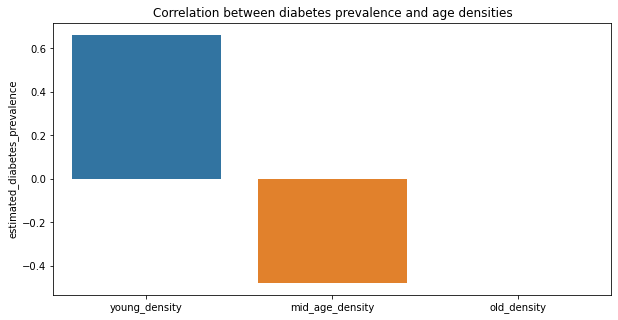 Correlation between diabetes prevalence and age densities
estimated_diabetes_prevalence
0.6
0.4
0.2
0.0
−0.2
−0.4
young_density
mid_age_density
old_density